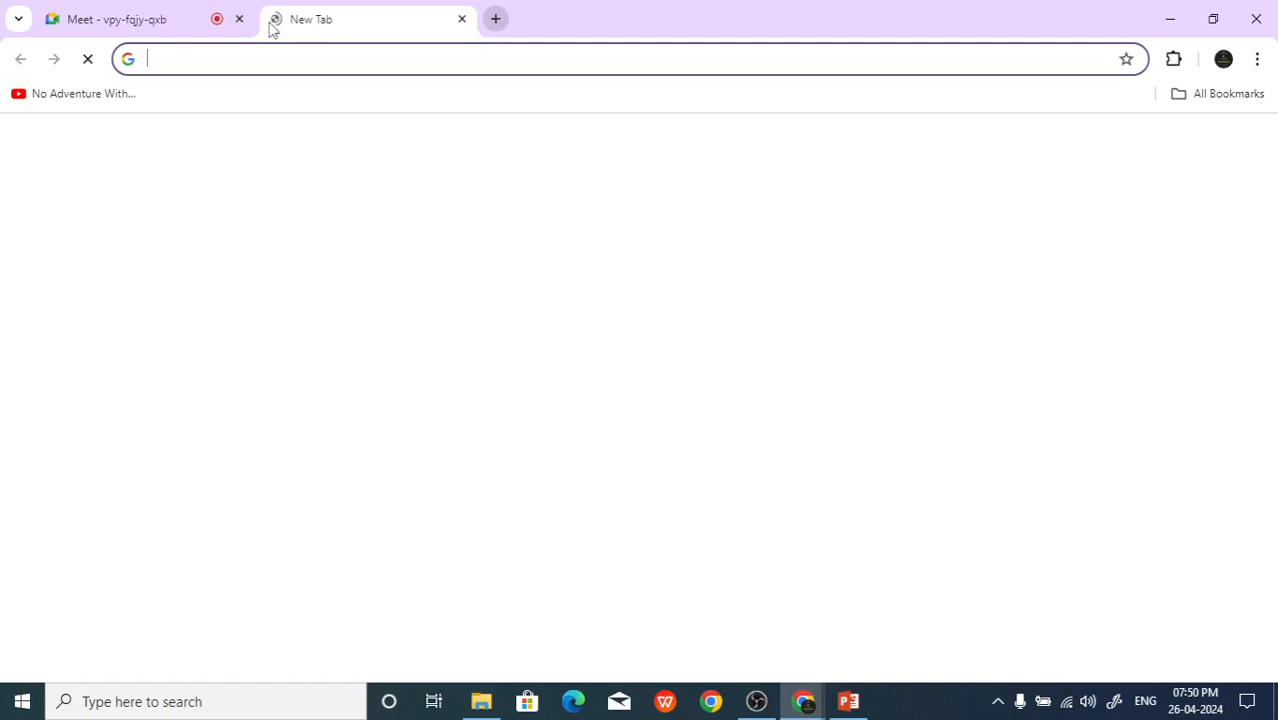 Meet - vpy-fqjy-qxb
New Tab
No Adventure With...
All Bookmarks
Type here to search
ENG
07:50 PM
26-04-2024